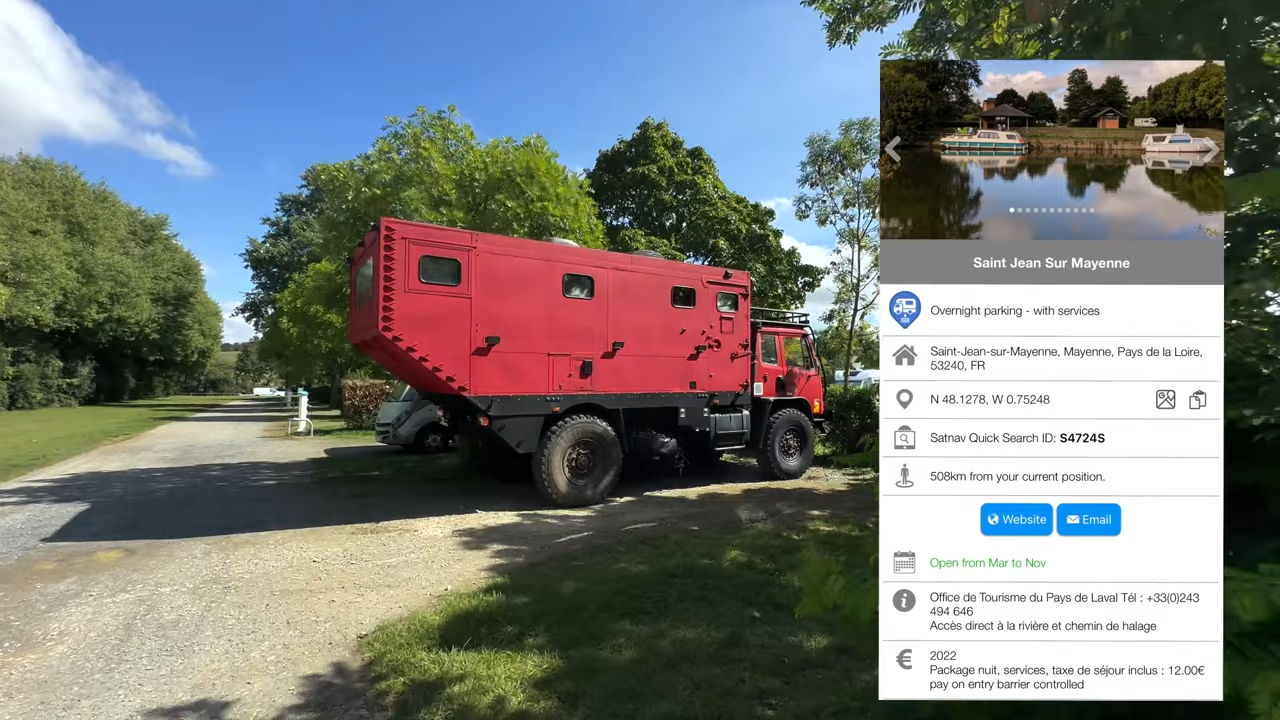 Saint Jean Sur Mayenne
Overnight parking - with services
Saint-Jean-sur-Mayenne, Mayenne, Pays de la Loire,
53240, FR
N 48.1278, W 0.75248
Satnav Quick Search ID: S4724S
508km from your current position.
Website
Email
Open from Mar to Nov
Office de Tourisme du Pays de Laval Tél : +33(0)243
494 646
Accès direct à la rivière et chemin de halage
€
2022
Package nuit, services, taxe de séjour inclus : 12.00€
pay on entry barrier controlled